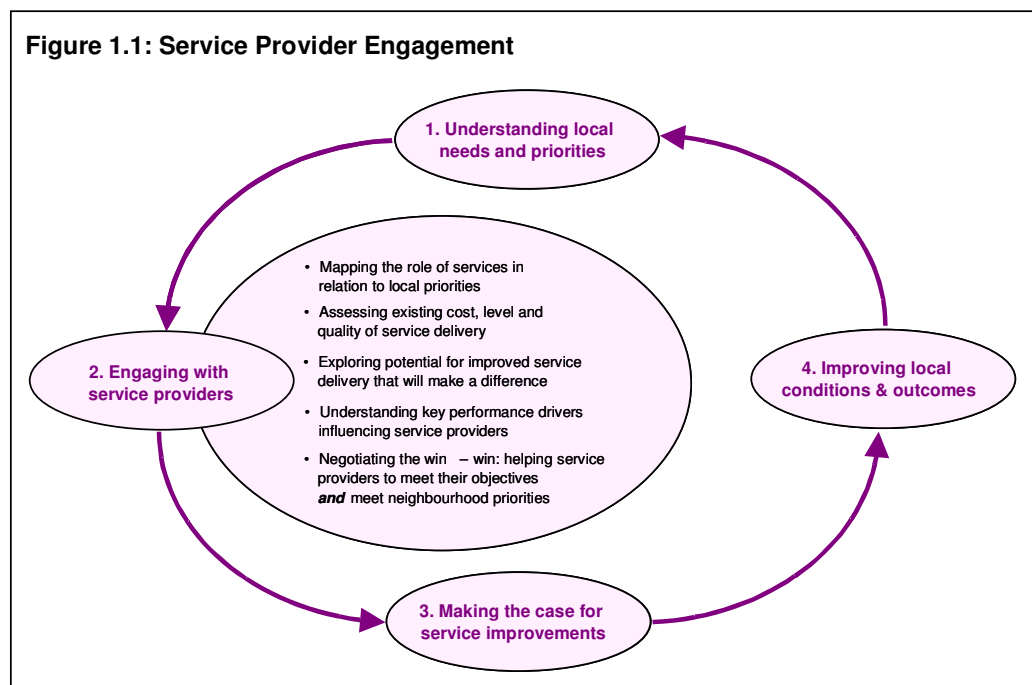 Figure 1.1: Service Provider Engagement
1. Understanding local
needs and priorities
• Mapping the role of services in
relation to local priorities
• Assessing existing cost, level and
quality of service delivery
• Exploring potential for improved service
delivery that will make a difference
• Understanding key performance drivers
influencing service providers
• Negotiating the win – win: helping service
providers to meet their objectives
and meet neighbourhood priorities
2. Engaging with
service providers
3. Making the case for
service improvements
4. Improving local
conditions & outcomes